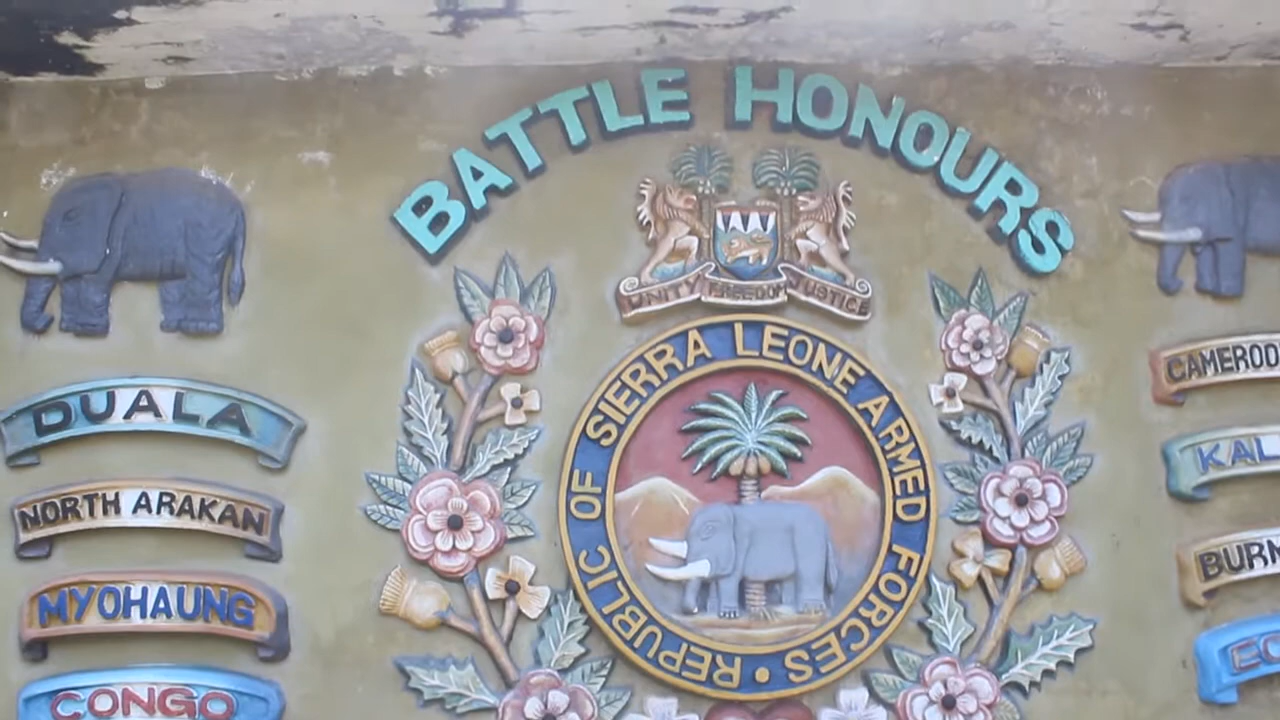 BATTLE HONOURS
UNITY FREEDOM JUSTICE
REPUBLIC OF SIERRA LEONE ARMED FORCES
DUALA
NORTH ARAKAN
MYOHAUNG
CONGO